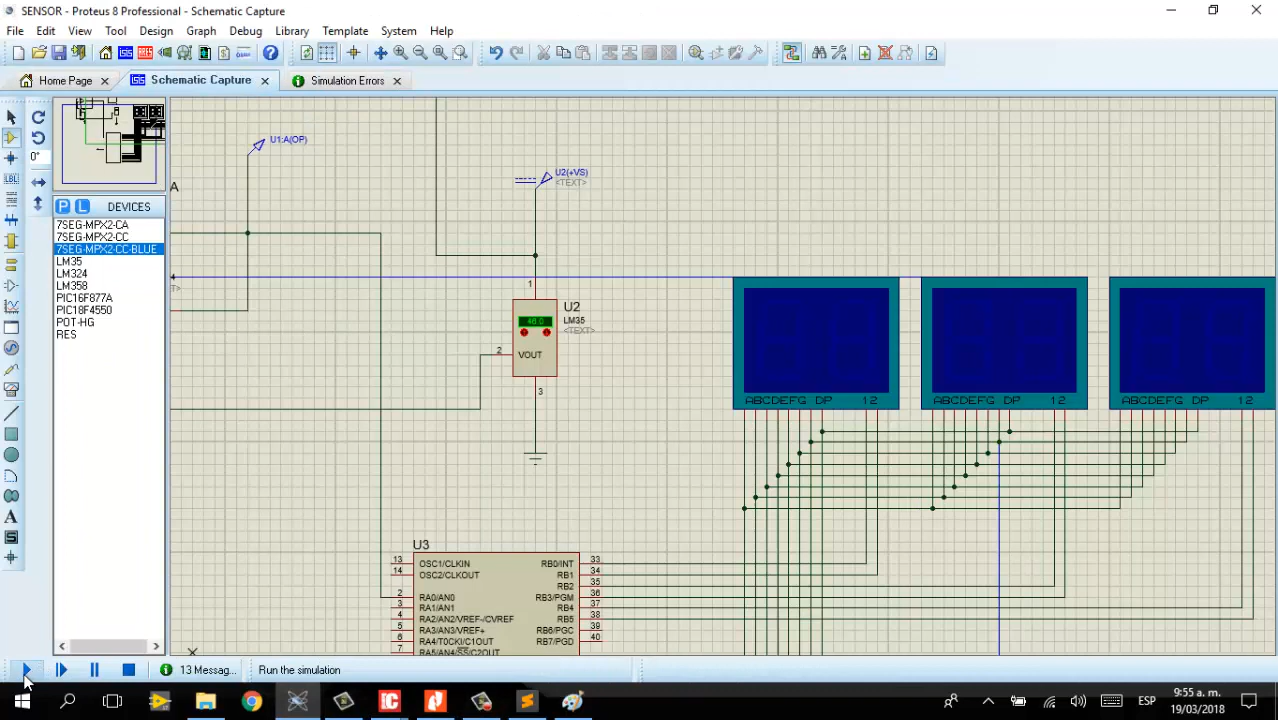 SENSOR - Proteus 8 Professional - Schematic Capture
File Edit View Tool Design Graph Debug Library Template System Help
Home Page Schematic Capture Simulation Errors
0°
LBL
P L DEVICES
7SEG-MPX2-CA
7SEG-MPX2-CC
7SEG-MPX2-CC-BLUE
LM35
LM324
LM358
PIC16F877A
PIC18F4550
POT-HG
RES
A
U1:A(OP)
U2(+VS)
<TEXT>
4
1
U2
LM35
<TEXT>
2
VOUT
3
ABCDEFG DP 12
ABCDEFG DP 12
ABCDEFG DP 12
U3
13 OSC1/CLKIN RB0/INT 33
14 OSC2/CLKOUT RB1 34
RB2 35
2 RA0/AN0 RB3/PGM 36
3 RA1/AN1 RB4 37
4 RA2/AN2/VREF-/CVREF RB5 38
5 RA3/AN3/VREF+ RB6/PGC 39
6 RA4/T0CKI/C1OUT RB7/PGD 40
7 RA5/AN4/SS/C2OUT
13 Messag... Run the simulation
ESP
9:55 a. m.
19/03/2018